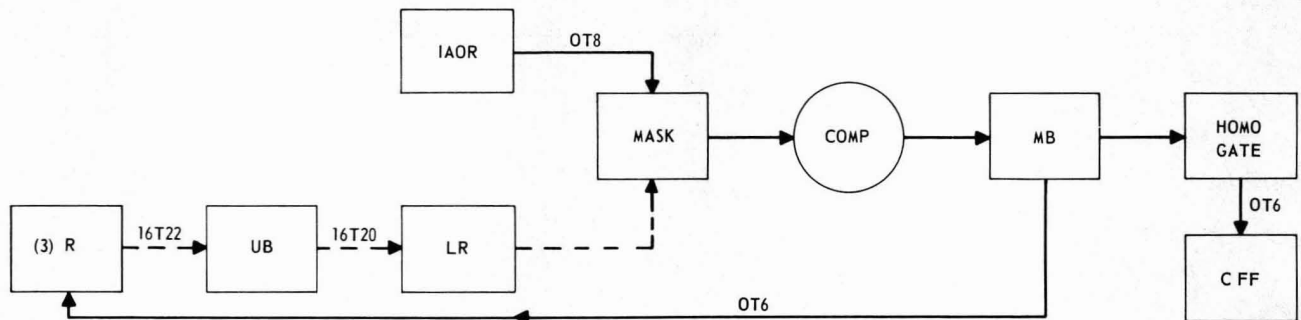 IAOR
OT8
MASK
COMP
MB
HOMO
GATE
OT6
(3) R
16T22
UB
16T20
LR
C FF
OT6